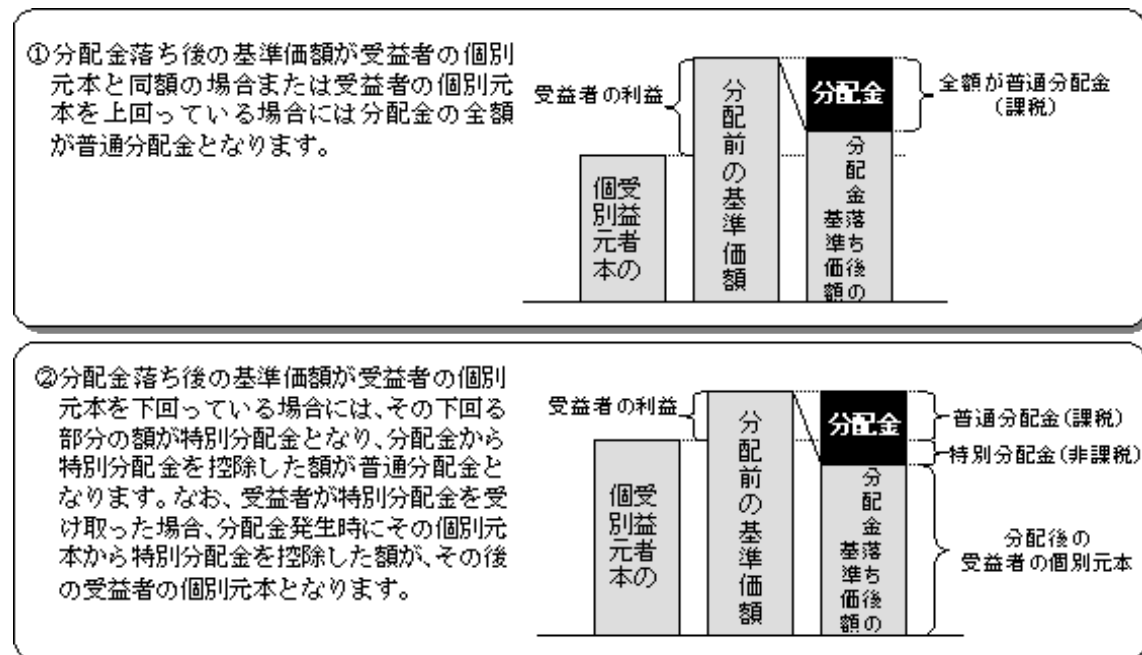 ①分配金落ち後の基準価額が受益者の個別
元本と同額の場合または受益者の個別元
本を上回っている場合には分配金の全額
が普通分配金となります。
受益者の利益
受益者の
個別元本
分配前の基準価額
分配金
分配金落ち後の
基準価額
全額が普通分配金
(課税)
②分配金落ち後の基準価額が受益者の個別
元本を下回っている場合には、その下回る
部分の額が特別分配金となり、分配金から
特別分配金を控除した額が普通分配金と
なります。なお、受益者が特別分配金を受
け取った場合、分配金発生時にその個別元
本から特別分配金を控除した額が、その後
の受益者の個別元本となります。
受益者の利益
受益者の
個別元本
分配前の基準価額
分配金
分配金落ち後の
基準価額
普通分配金(課税)
特別分配金(非課税)
分配後の
受益者の個別元本